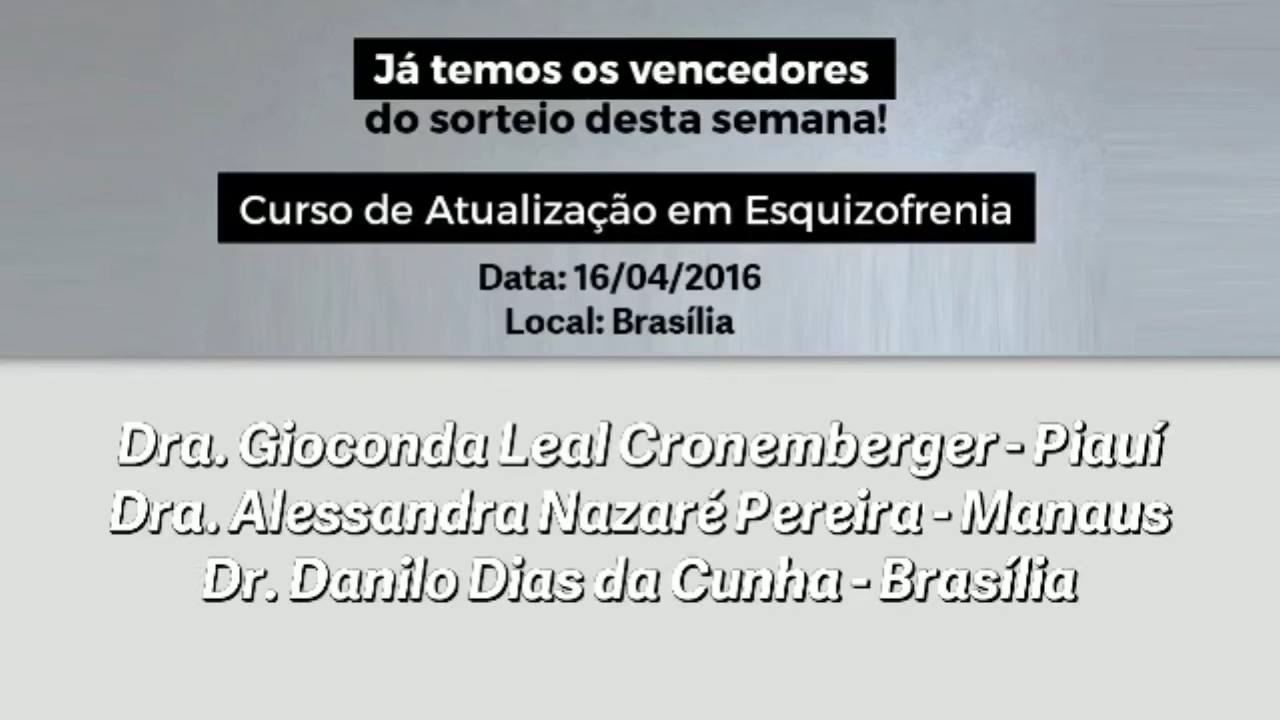 Já temos os vencedores
do sorteio desta semana!
Curso de Atualização em Esquizofrenia
Data: 16/04/2016
Local: Brasília
Dra. Gioconda Leal Cronemberger - Piauí
Dra. Alessandra Nazaré Pereira - Manaus
Dr. Danilo Dias da Cunha - Brasília